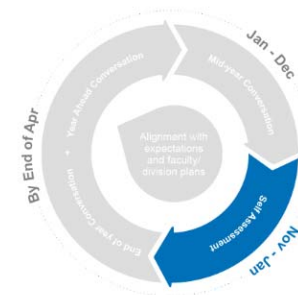 Jan - Dec
Mid-year Conversation
Year Ahead Conversation
•
End of year Conversation
By End of Apr
Alignment with
expectations
and faculty/
division plans
Self Assessment
Nov - Jan